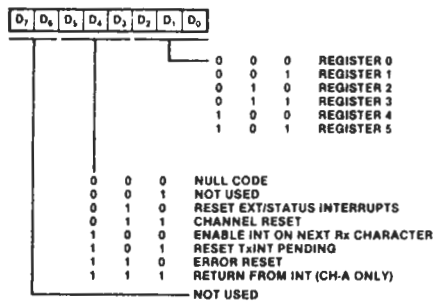 D7 D6 D5 D4 D3 D2 D1 D0
0 0 0 REGISTER 0
0 0 1 REGISTER 1
0 1 0 REGISTER 2
0 1 1 REGISTER 3
1 0 0 REGISTER 4
1 0 1 REGISTER 5
0 0 0 NULL CODE
0 0 1 NOT USED
0 1 0 RESET EXT/STATUS INTERRUPTS
0 1 1 CHANNEL RESET
1 0 0 ENABLE INT ON NEXT Rx CHARACTER
1 0 1 RESET TxINT PENDING
1 1 0 ERROR RESET
1 1 1 RETURN FROM INT (CH-A ONLY)
NOT USED